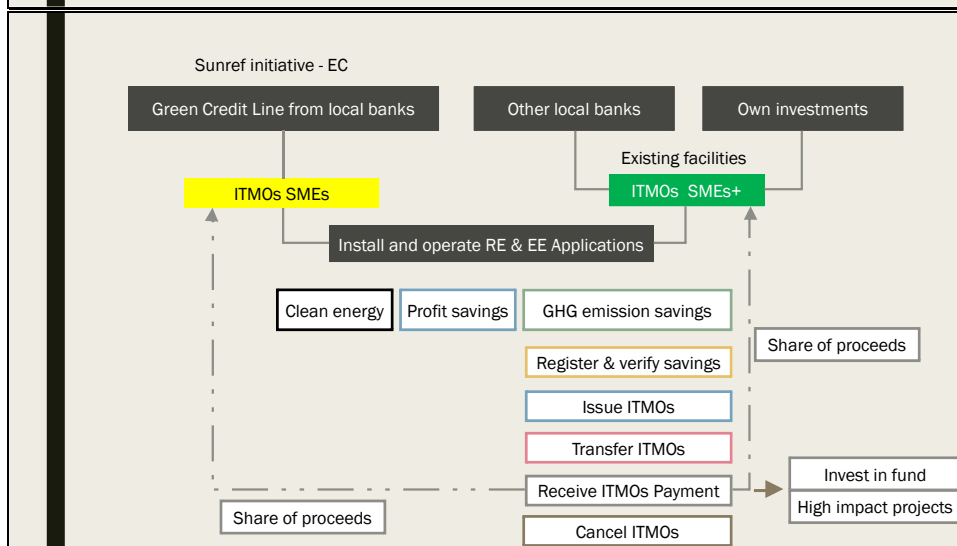 Sunref initiative - EC
Green Credit Line from local banks
Other local banks
Own investments
Existing facilities
ITMOs SMEs
ITMOs  SMEs+
Install and operate RE & EE Applications
Clean energy
Profit savings
GHG emission savings
Share of proceeds
Register & verify savings
Issue ITMOs
Transfer ITMOs
Receive ITMOs Payment
Invest in fund
High impact projects
Share of proceeds
Cancel ITMOs